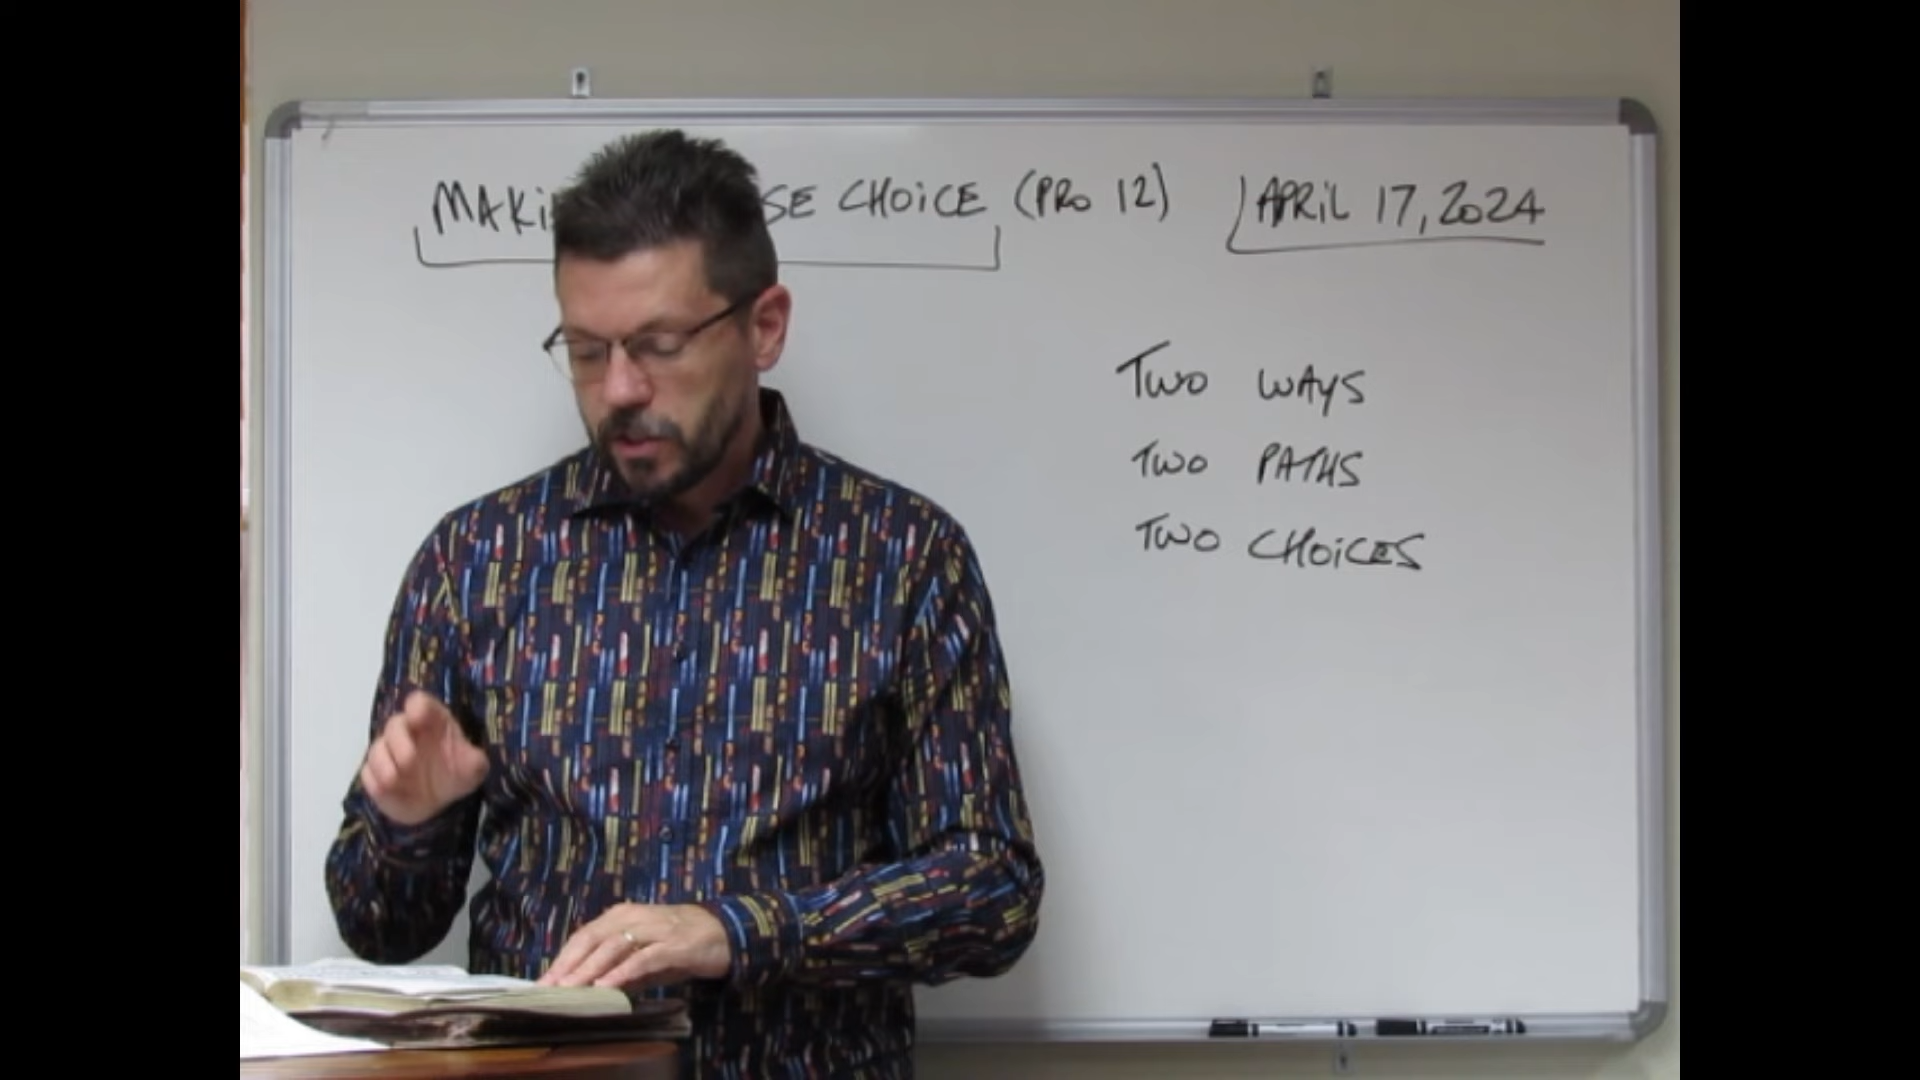 MAKI SE CHOICE (PRO 12) APRIL 17, 2024
TWO WAYS
TWO PATHS
TWO CHOICES